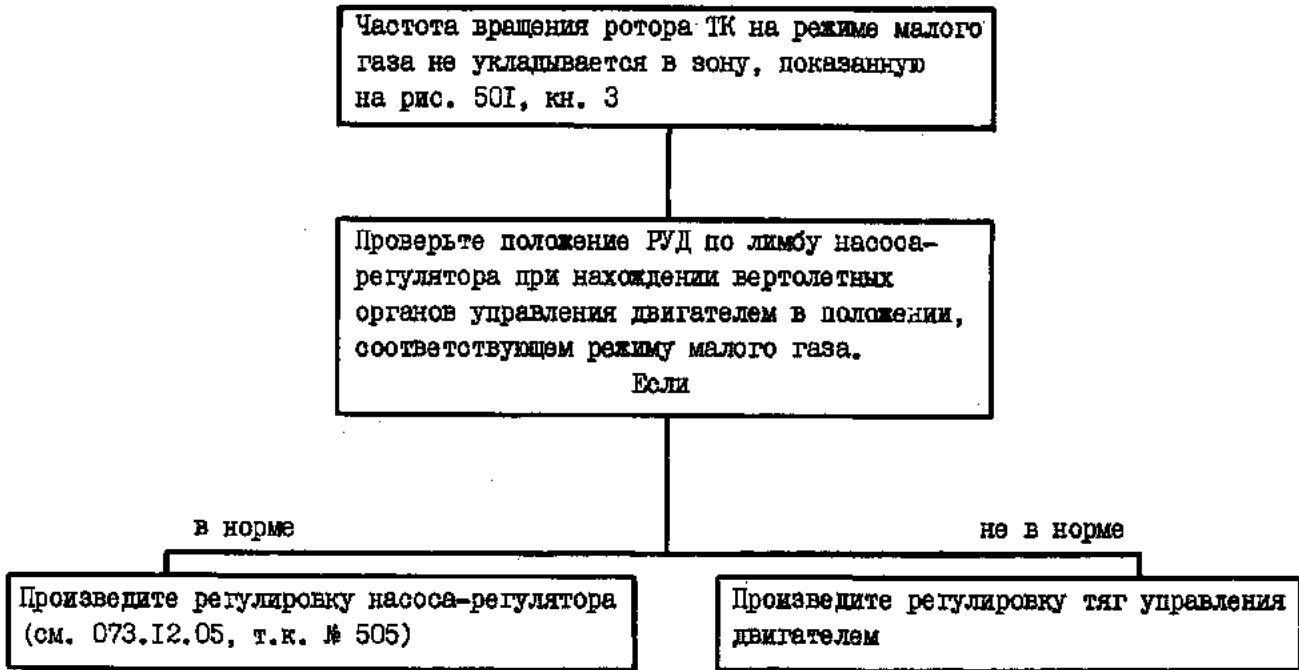 Частота вращения ротора ТК на режиме малого
газа не укладывается в зону, показанную
на рис. 50I, кн. 3
Проверьте положение РУД по лимбу насоса-
регулятора при нахождении вертолетных
органов управления двигателем в положении,
соответствующем режиму малого газа.
Если
в норме
не в норме
Произведите регулировку насоса-регулятора
(см. 073.I2.05, т.к. № 505)
Произведите регулировку тяг управления
двигателем